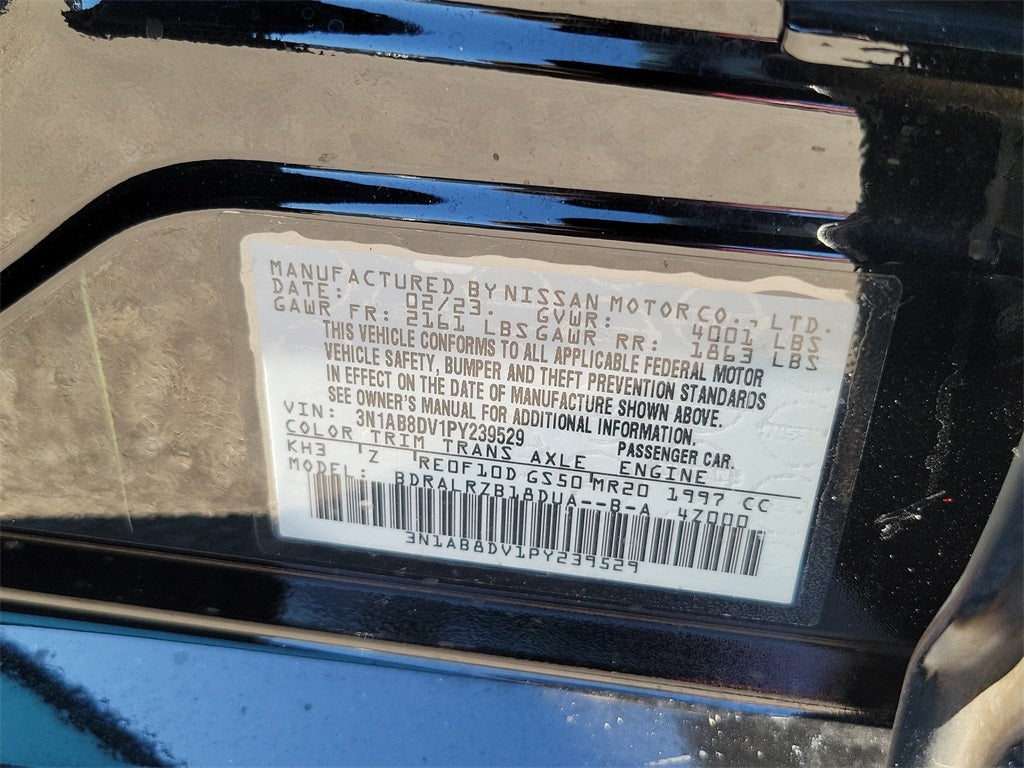 MANUFACTURED BY NISSAN MOTOR CO., LTD.
DATE: 02/23. GVWR: 4001 LBS
GAWR FR: 2161 LBS GAWR RR: 1863 LBS
THIS VEHICLE CONFORMS TO ALL APPLICABLE FEDERAL MOTOR
VEHICLE SAFETY, BUMPER AND THEFT PREVENTION STANDARDS
IN EFFECT ON THE DATE OF MANUFACTURE SHOWN ABOVE.
SEE OWNER'S MANUAL FOR ADDITIONAL INFORMATION.
VIN: 3N1AB8DV1PY239529 PASSENGER CAR.
COLOR TRIM TRANS AXLE ENGINE
KH3 Z RE0F10D GS50 MR20 1997 CC
MODEL: BDRALRZB18DUA--B-A 4Z000
3N1AB8DV1PY239529